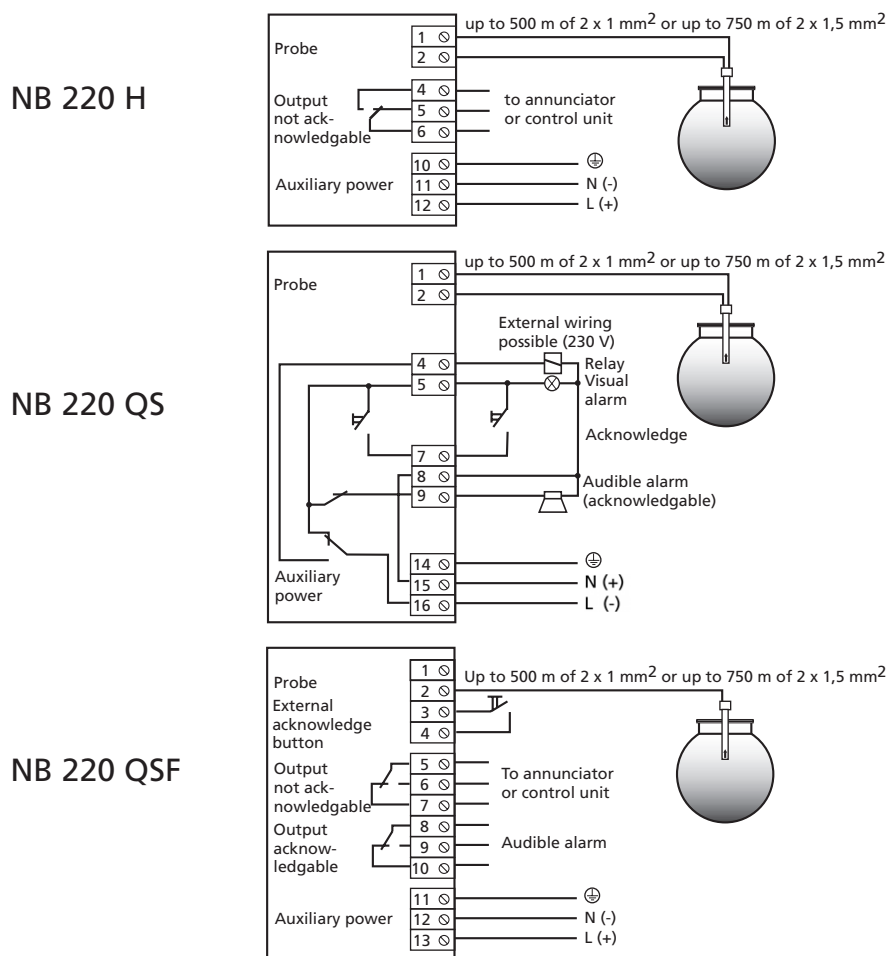 NB 220 H
up to 500 m of 2 x 1 mm² or up to 750 m of 2 x 1,5 mm²
Probe
1
2
Output
not ack-
nowledgable
4
5
6
to annunciator
or control unit
Auxiliary power
10
11
12
N (-)
L (+)
NB 220 QS
up to 500 m of 2 x 1 mm² or up to 750 m of 2 x 1,5 mm²
Probe
1
2
External wiring
possible (230 V)
4
5
Relay
Visual
alarm
Acknowledge
7
8
9
Audible alarm
(acknowledgable)
Auxiliary
power
14
15
16
N (+)
L (-)
NB 220 QSF
Up to 500 m of 2 x 1 mm² or up to 750 m of 2 x 1,5 mm²
Probe
External
acknowledge
button
1
2
3
4
Output
not ack-
nowledgable
5
6
7
To annunciator
or control unit
Output
acknow-
ledgable
8
9
10
Audible alarm
Auxiliary power
11
12
13
N (-)
L (+)